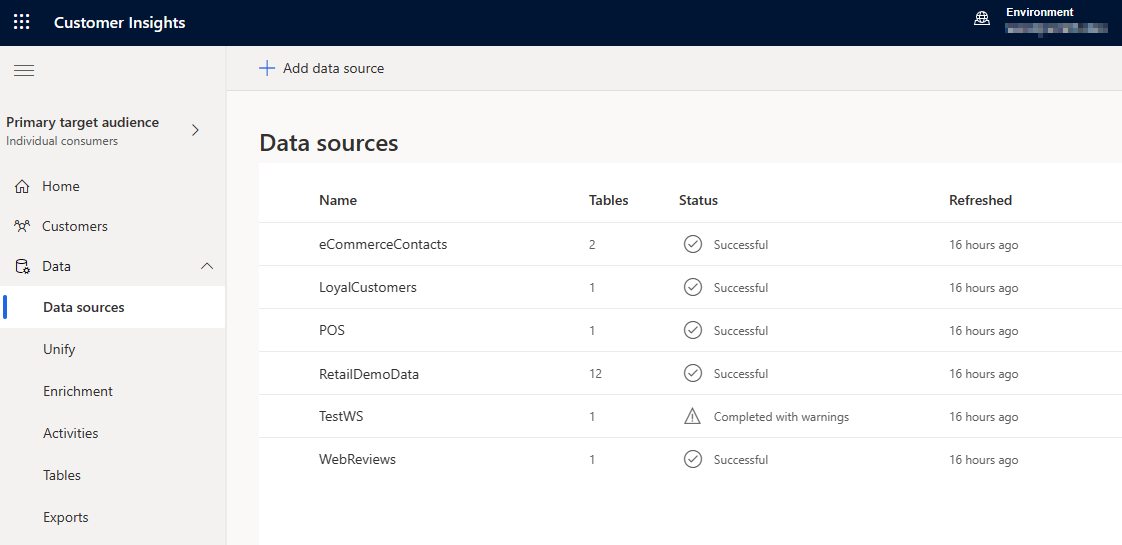 Customer Insights
Environment
Add data source
Primary target audience
Individual consumers
Home
Customers
Data
Data sources
Unify
Enrichment
Activities
Tables
Exports
Data sources
Name Tables Status Refreshed
eCommerceContacts 2 Successful 16 hours ago
LoyalCustomers 1 Successful 16 hours ago
POS 1 Successful 16 hours ago
RetailDemoData 12 Successful 16 hours ago
TestWS 1 Completed with warnings 16 hours ago
WebReviews 1 Successful 16 hours ago